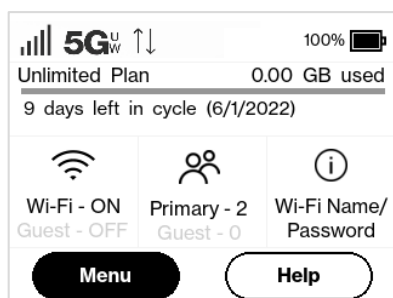 5G UW 100%
Unlimited Plan 0.00 GB used
9 days left in cycle (6/1/2022)
Wi-Fi - ON Primary - 2 Wi-Fi Name/
Guest - OFF Guest - 0 Password
Menu Help